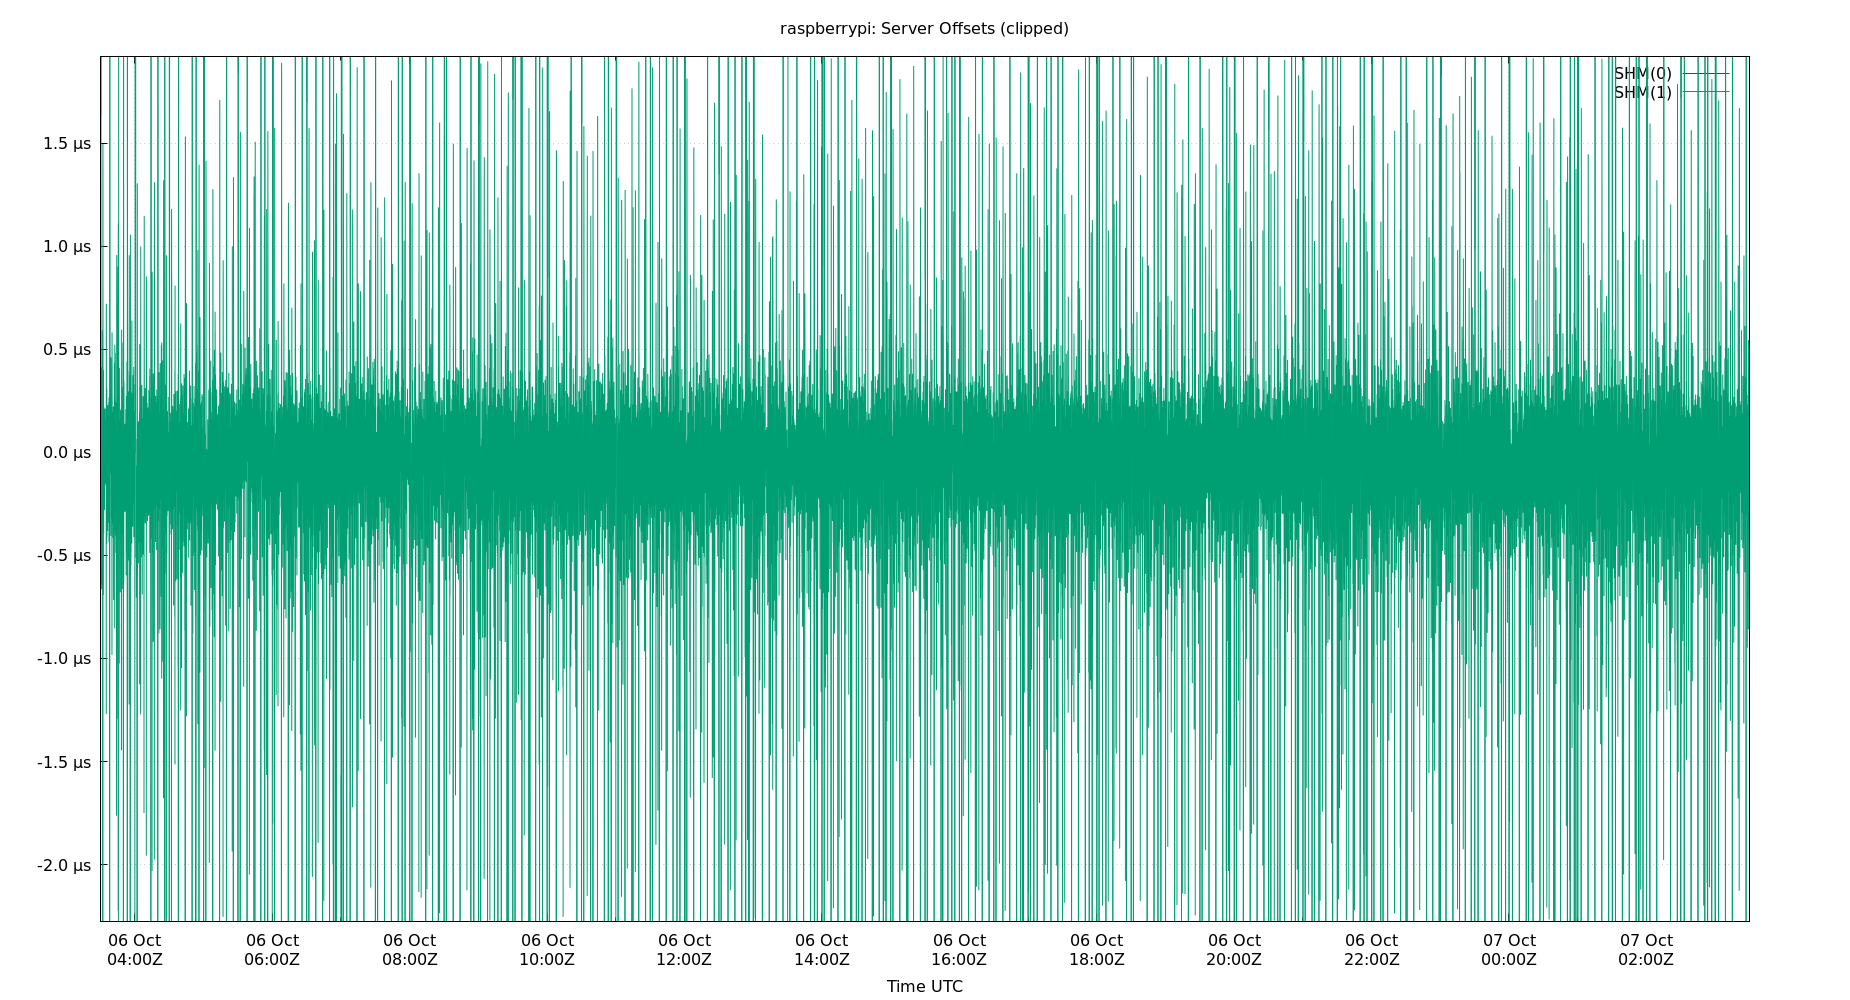 raspberrypi: Server Offsets (clipped)
SHM(0)
SHM(1)
1.5 µs
1.0 µs
0.5 µs
0.0 µs
-0.5 µs
-1.0 µs
-1.5 µs
-2.0 µs
06 Oct 06 Oct 06 Oct 06 Oct 06 Oct 06 Oct 06 Oct 06 Oct 06 Oct 06 Oct 07 Oct 07 Oct
04:00Z 06:00Z 08:00Z 10:00Z 12:00Z 14:00Z 16:00Z 18:00Z 20:00Z 22:00Z 00:00Z 02:00Z
Time UTC